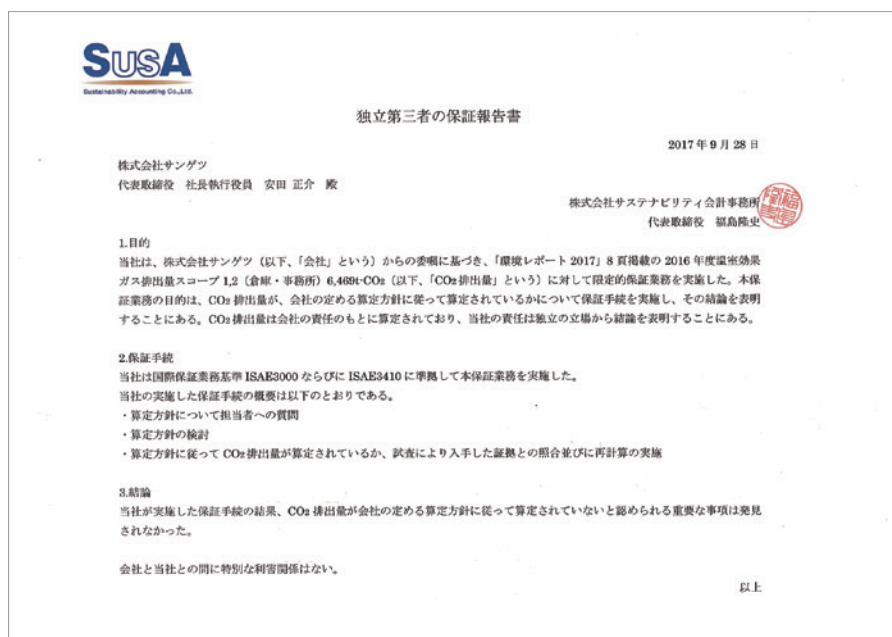 SUSA
Sustainability Accounting Co.,Ltd.
独立第三者の保証報告書
2017年9月28日
株式会社サンゲツ
代表取締役 社長執行役員 安田 正介 殿
株式会社サステナビリティ会計事務所
代表取締役 福島隆史
1.目的
当社は、株式会社サンゲツ(以下、「会社」という)からの委嘱に基づき、「環境レポート2017」8頁掲載の2016年度温室効果
ガス排出量スコープ1,2(倉庫・事務所)6,469t-CO₂(以下、「CO₂排出量」という)に対して限定的保証業務を実施した。本保
証業務の目的は、CO₂排出量が、会社の定める算定方針に従って算定されているかについて保証手続を実施し、その結論を表明
することにある。CO₂排出量は会社の責任のもとに算定されており、当社の責任は独立の立場から結論を表明することにある。
2.保証手続
当社は国際保証業務基準ISAE3000ならびにISAE3410に準拠して本保証業務を実施した。
当社の実施した保証手続の概要は以下のとおりである。
・算定方針について担当者への質問
・算定方針の検討
・算定方針に従ってCO₂排出量が算定されているか、試査により入手した証拠との照合並びに再計算の実施
3.結論
当社が実施した保証手続の結果、CO₂排出量が会社の定める算定方針に従って算定されていないと認められる重要な事項は発見
されなかった。
会社と当社との間に特別な利害関係はない。
以上